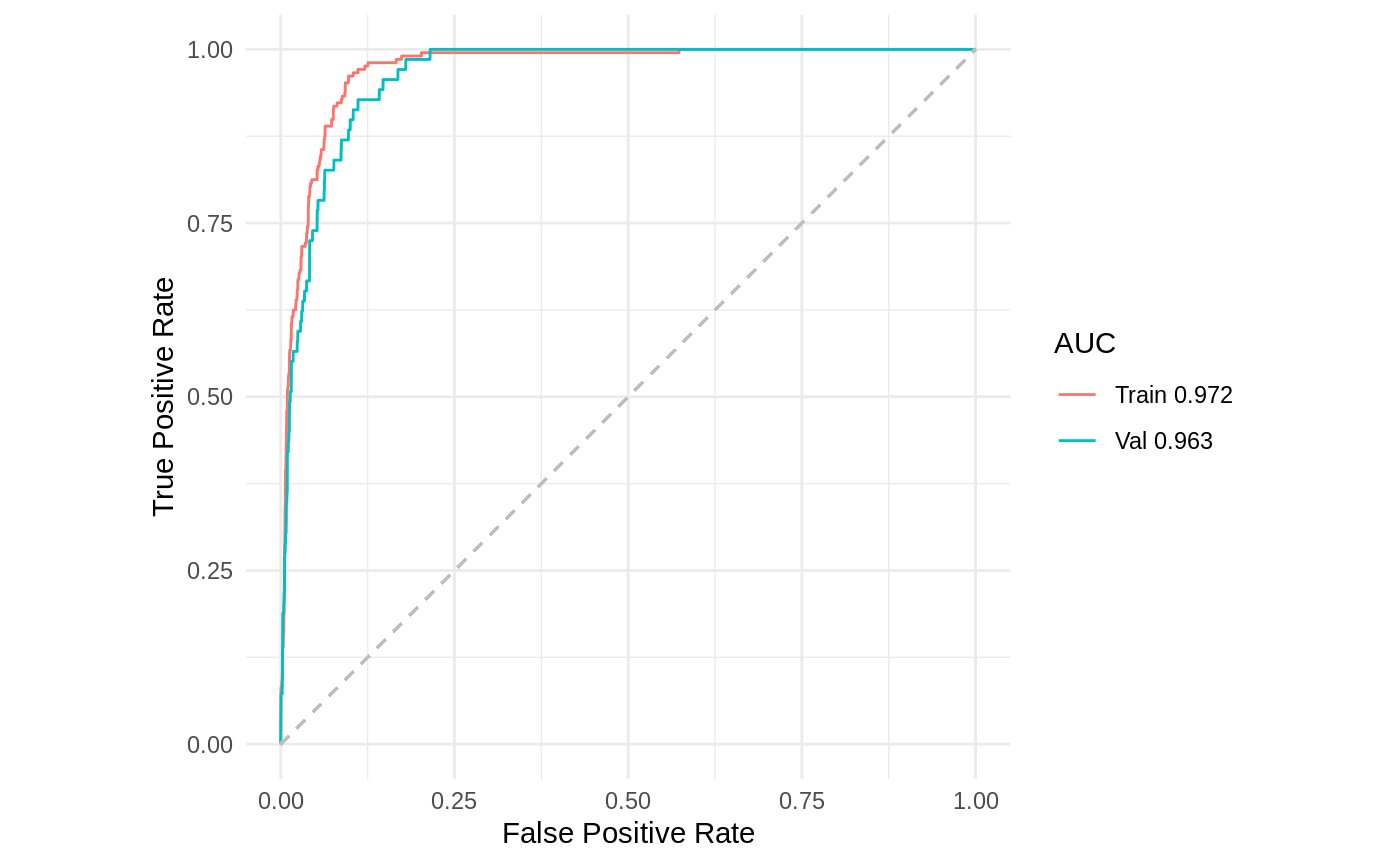 1.00
0.75
0.50
0.25
0.00
True Positive Rate
0.00 0.25 0.50 0.75 1.00
False Positive Rate
AUC
Train 0.972
Val 0.963